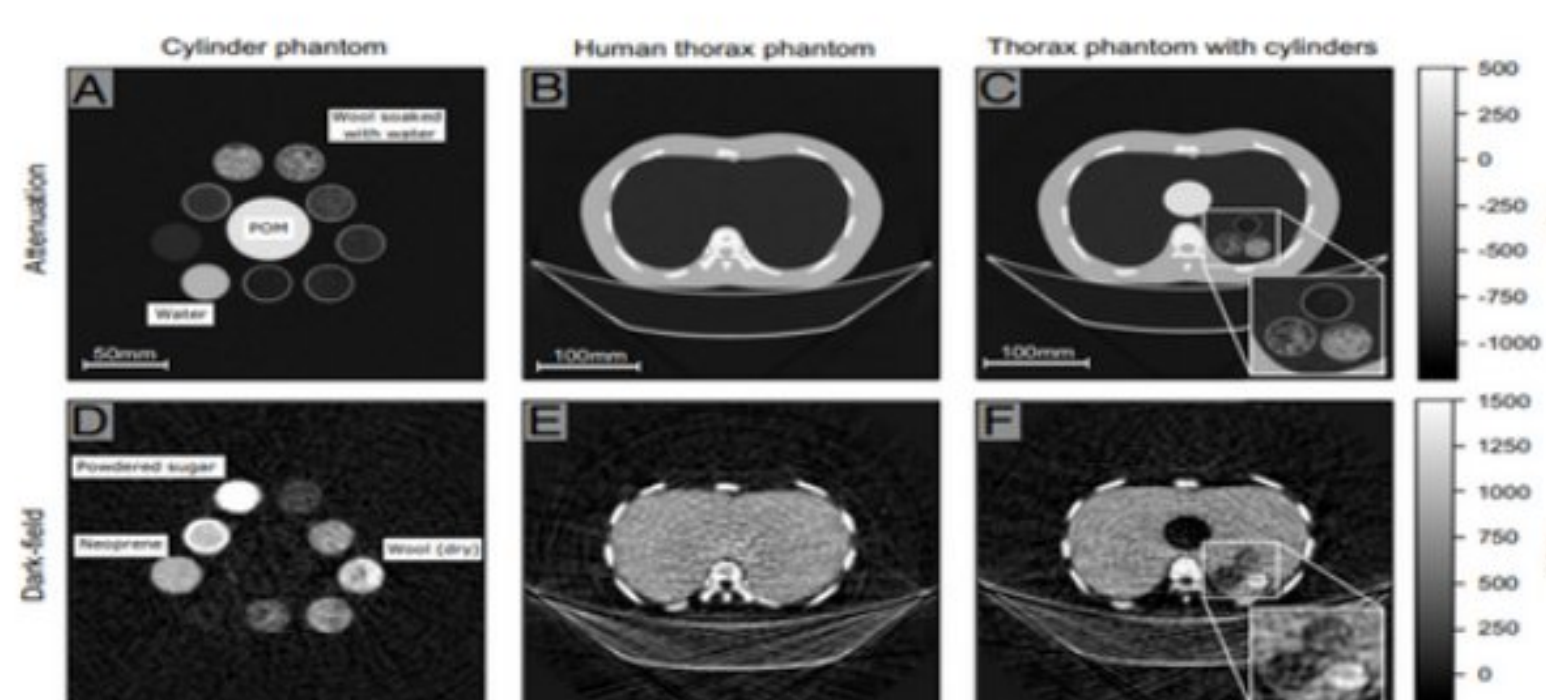 Cylinder phantom
Human thorax phantom
Thorax phantom with cylinders
Attenuation
A
Wool soaked
with water
POM
Water
50mm
B
100mm
C
100mm
500
250
0
-250
-500
-750
-1000
Dark-field
D
Powdered sugar
Neoprene
Wool (dry)
E
F
1500
1250
1000
750
500
250
0